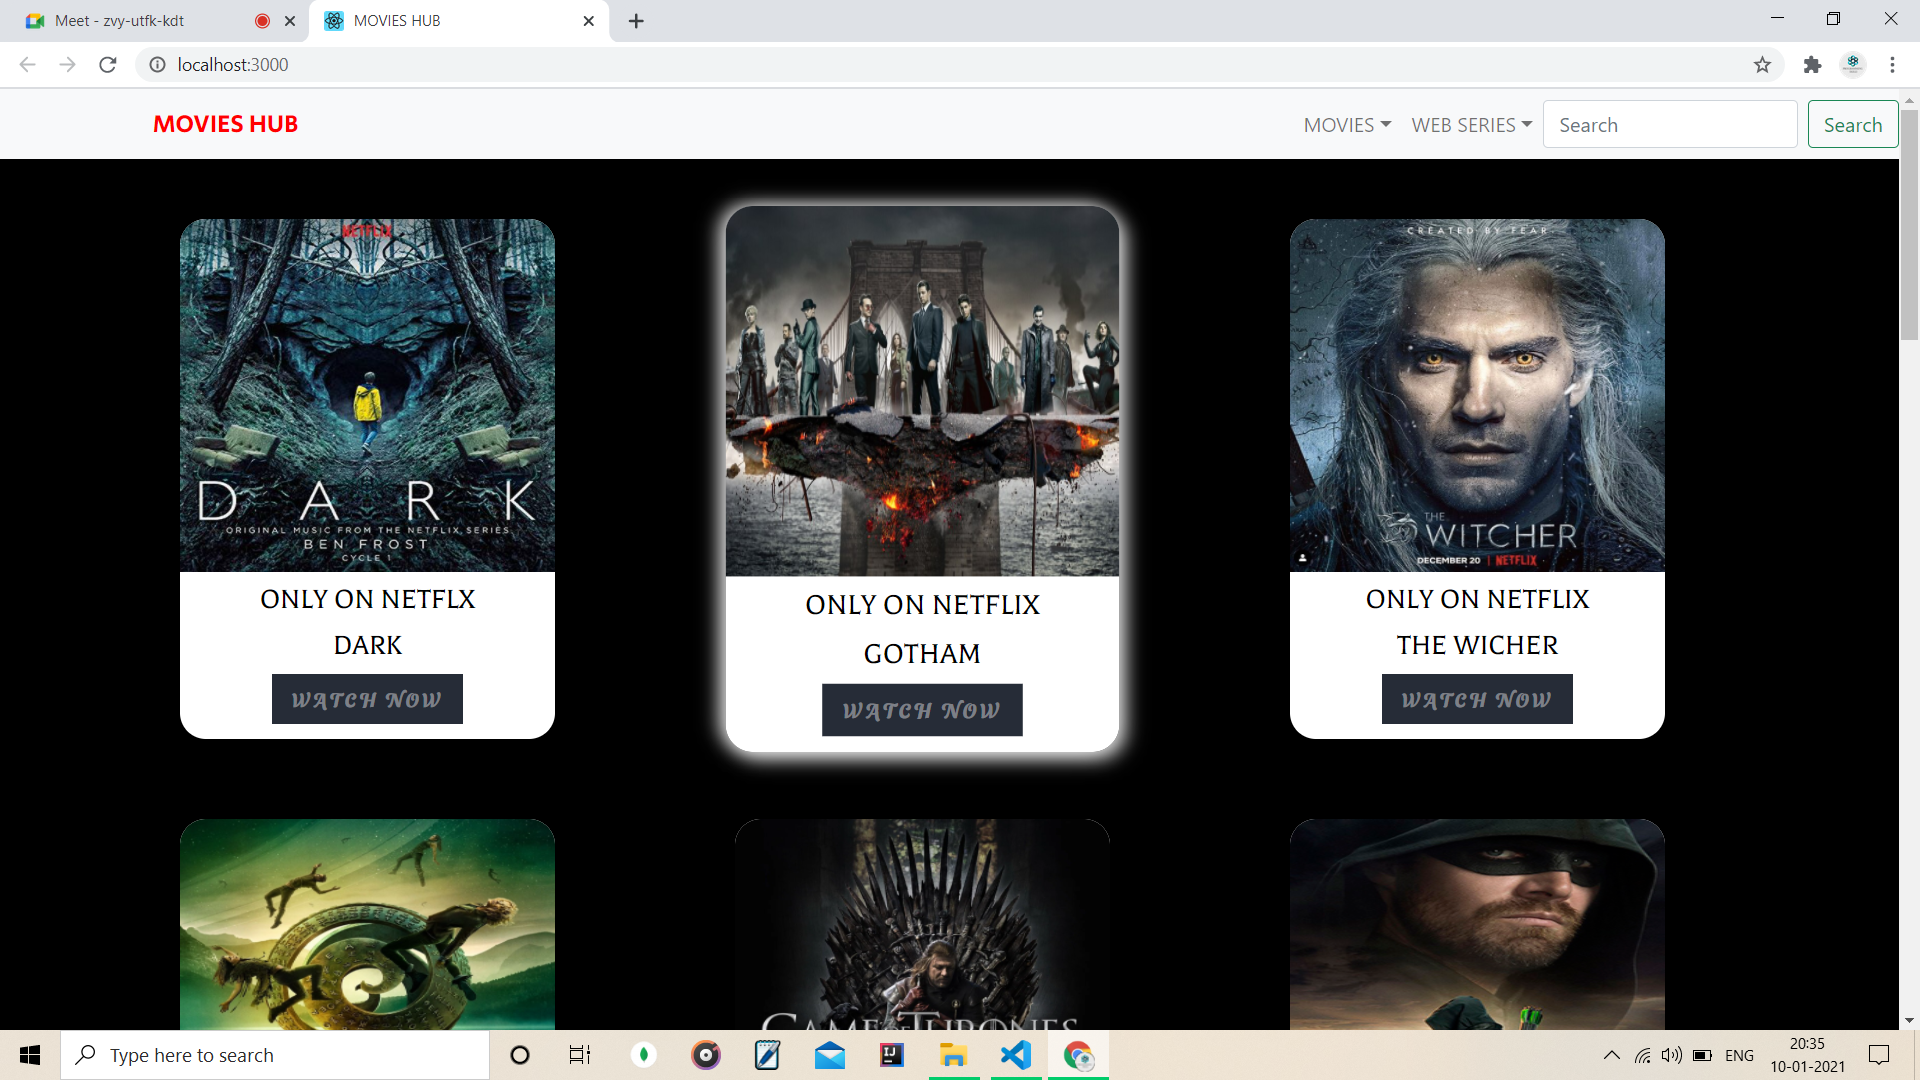 Meet - zvy-utfk-kdt
MOVIES HUB
localhost:3000
MOVIES HUB
MOVIES
WEB SERIES
Search
Search
NETFLIX
DARK
ORIGINAL MUSIC FROM THE NETFLIX SERIES
BEN FROST
CYCLE 1
ONLY ON NETFLX
DARK
WATCH NOW
ONLY ON NETFLIX
GOTHAM
WATCH NOW
CREATED BY FEAR.
THE
WITCHER
DECEMBER 20 | NETFLIX
ONLY ON NETFLIX
THE WICHER
WATCH NOW
GAME OF THRONES
Type here to search
IJ
ENG
20:35
10-01-2021